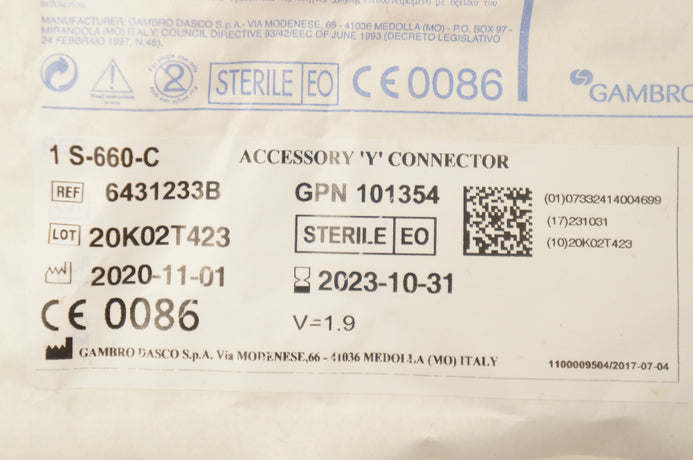 MANUFACTURER: GAMBRO DASCO S.p.A. - VIA MODENESE, 66 - 41036 MEDOLLA (MO) - P.O. BOX 97 -
MIRANDOLA (MO) ITALY, COUNCIL DIRECTIVE 93/42/EEC OF JUNE 1993 (DECRETO LEGISLATIVO
24 FEBBRAIO 1997, N.46).
2
STERILE EO
CE 0086
GAMBRO
1 S-660-C ACCESSORY 'Y' CONNECTOR
REF 6431233B GPN 101354
(01)07332414004699
LOT 20K02T423 STERILE EO
(17)231031
(10)20K02T423
2020-11-01 2023-10-31
CE 0086 V=1.9
GAMBRO DASCO S.p.A. Via MODENESE,66 - 41036 MEDOLLA (MO) ITALY
1100009504/2017-07-04